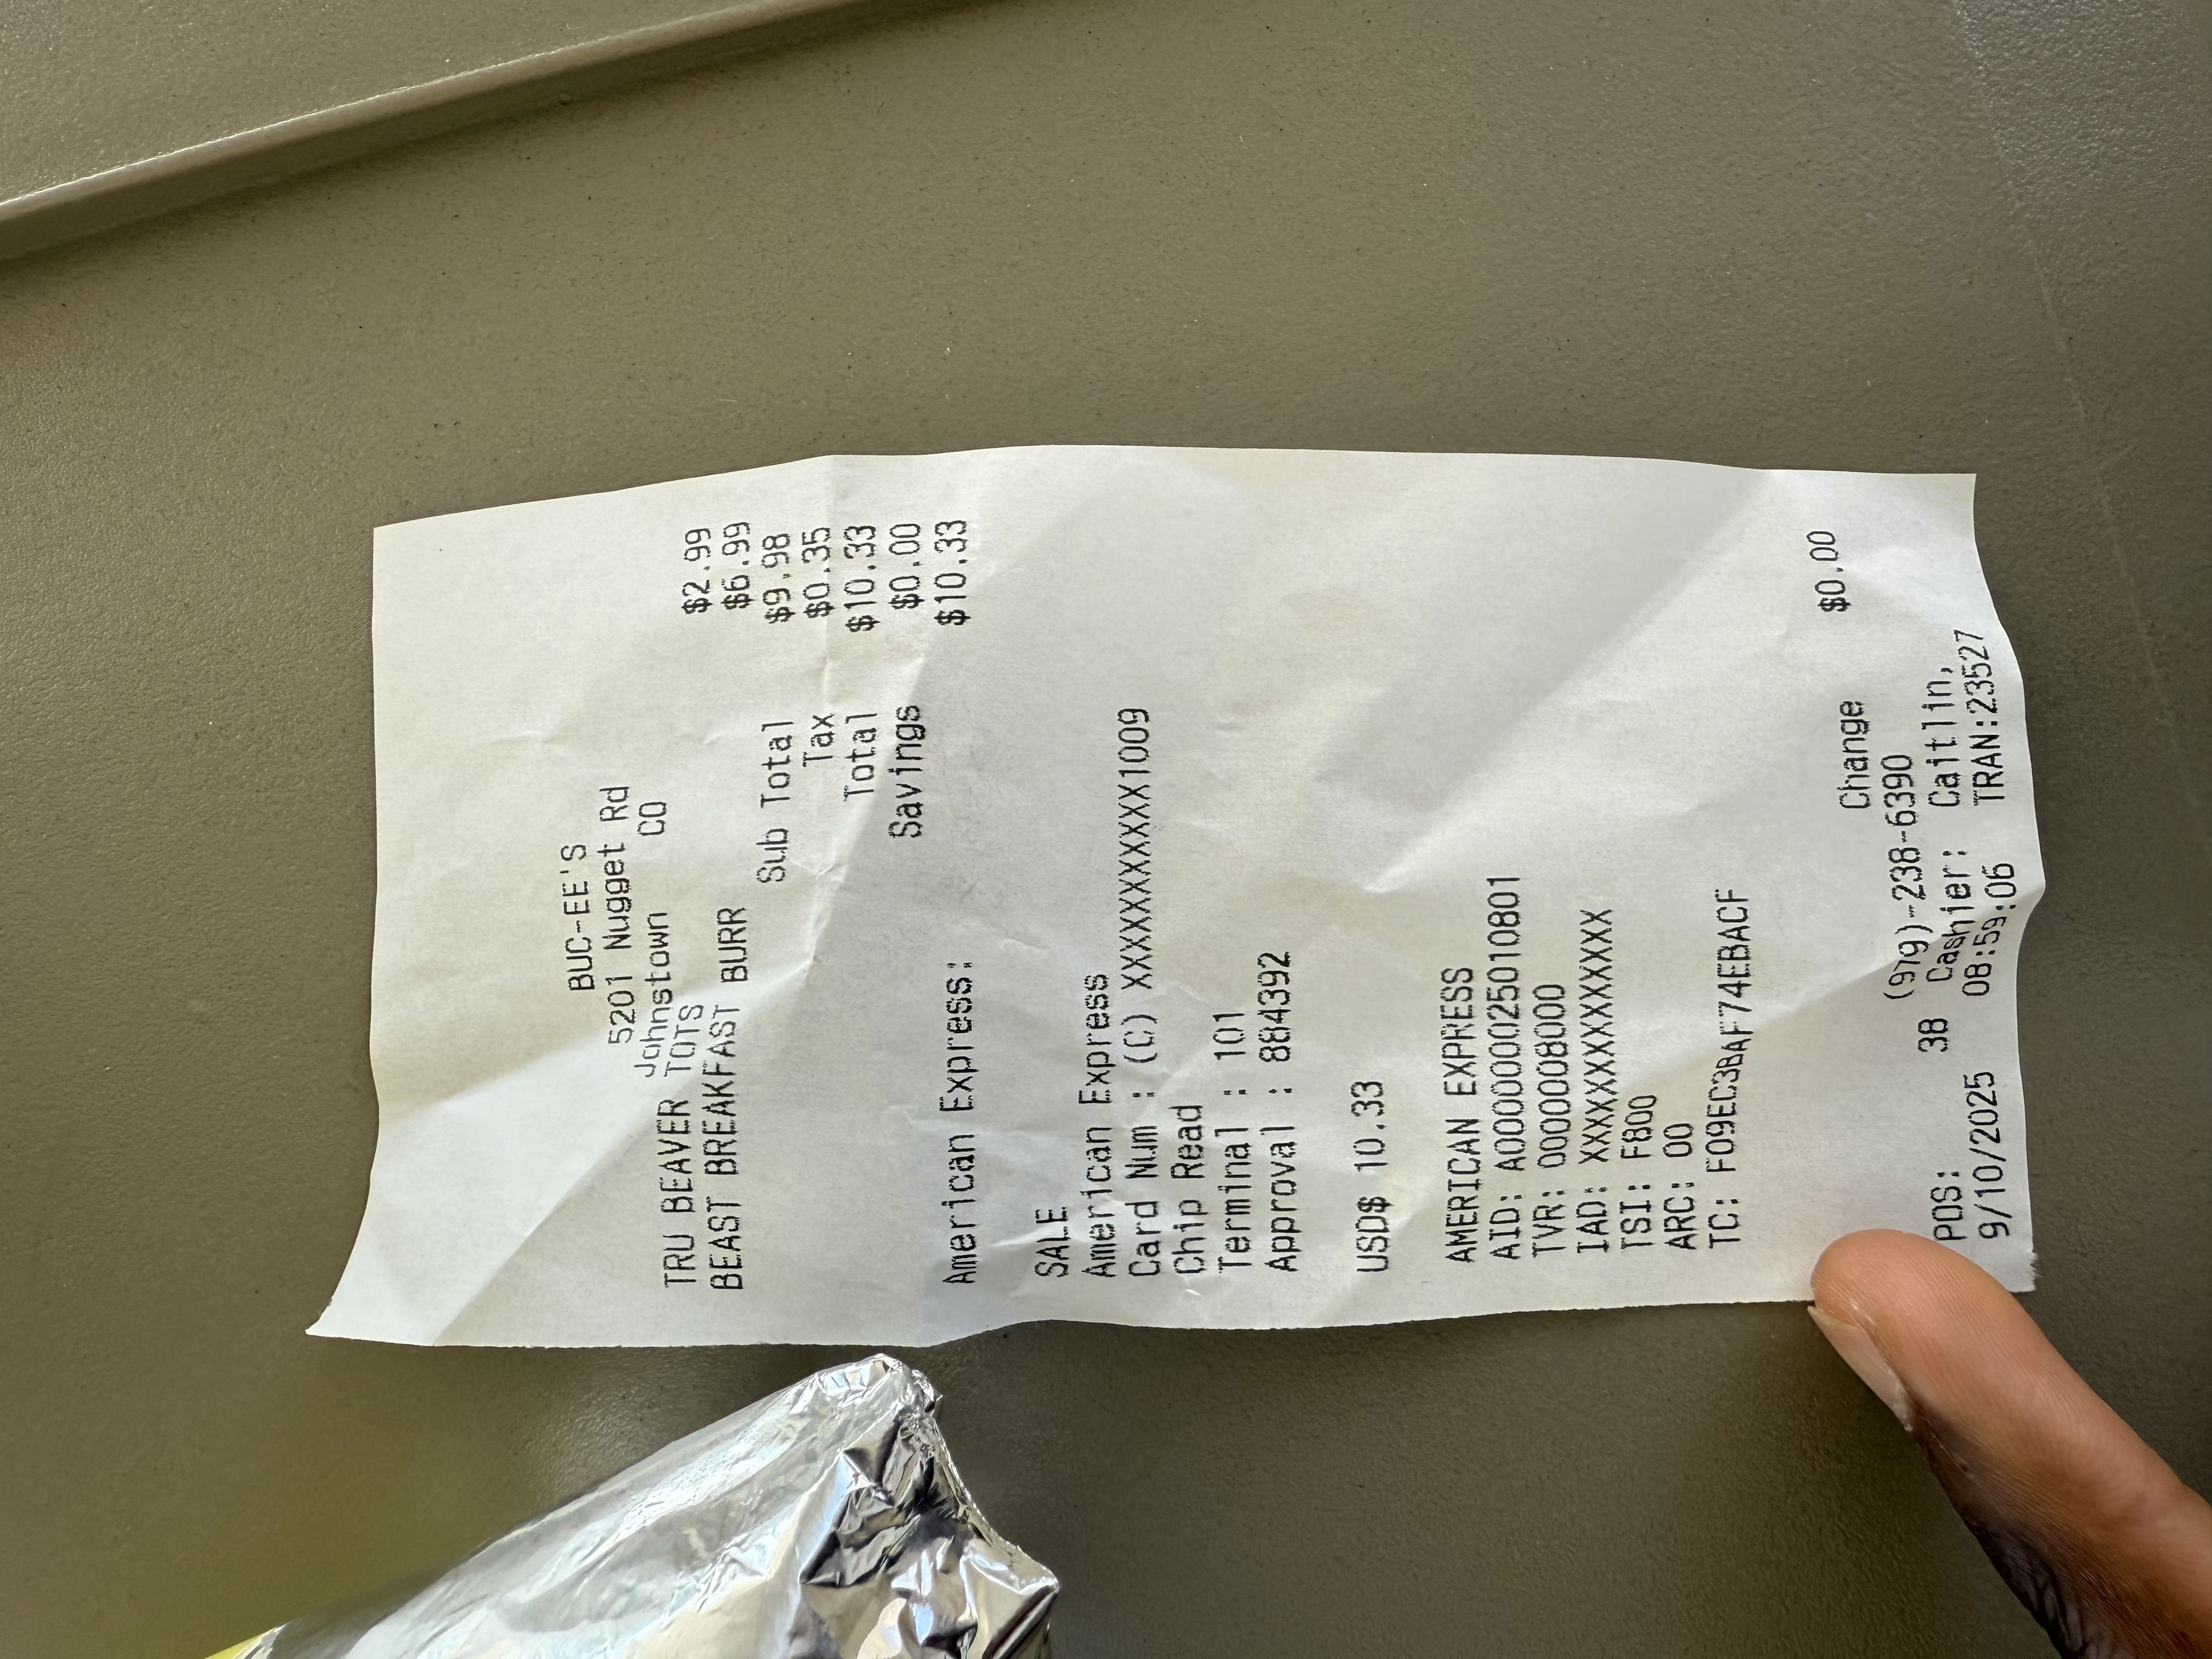 BUC-EE'S
5201 Nugget Rd
Johnstown CO
TRU BEAVER TOTS $2.99
BEAST BREAKFAST BURR $6.99
Sub Total $9.98
Tax $0.35
Total $10.33
Savings $0.00
American Express: $10.33
SALE
American Express
Card Num : (C) XXXXXXXXXXX1009
Chip Read
Terminal : 101
Approval : 884392
USD$ 10.33
AMERICAN EXPRESS
AID: A000000025010801
TVR: 0000008000
IAD: XXXXXXXXXXXXXX
TSI: F800
ARC: 00
TC: F09EC3BAF74EBACF
Change $0.00
(979)-238-6390
POS: 38 Cashier: Caitlin,
9/10/2025 08:59:06 TRAN:23527